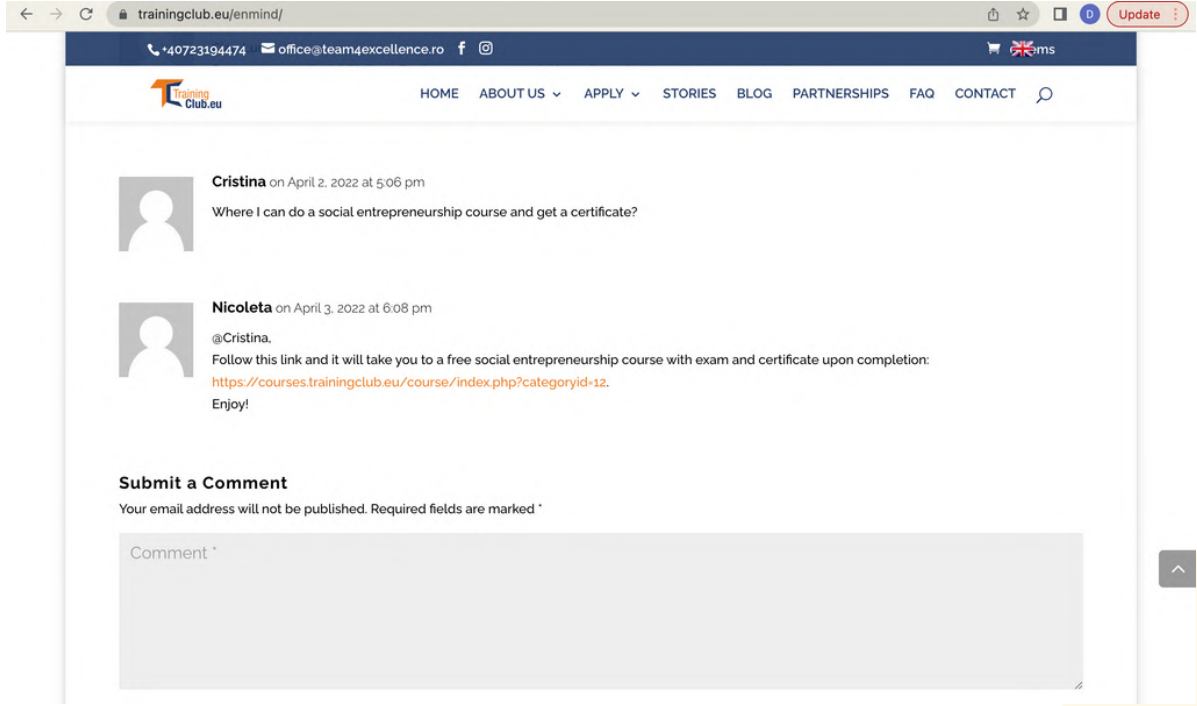 trainingclub.eu/enmind/
D
Update
+40723194474 office@team4excellence.ro f
Training
Club.eu
HOME ABOUT US APPLY STORIES BLOG PARTNERSHIPS FAQ CONTACT
Cristina on April 2, 2022 at 5:06 pm
Where I can do a social entrepreneurship course and get a certificate?
Nicoleta on April 3, 2022 at 6:08 pm
@Cristina,
Follow this link and it will take you to a free social entrepreneurship course with exam and certificate upon completion:
https://courses.trainingclub.eu/course/index.php?categoryid=12.
Enjoy!
Submit a Comment
Your email address will not be published. Required fields are marked *
Comment *